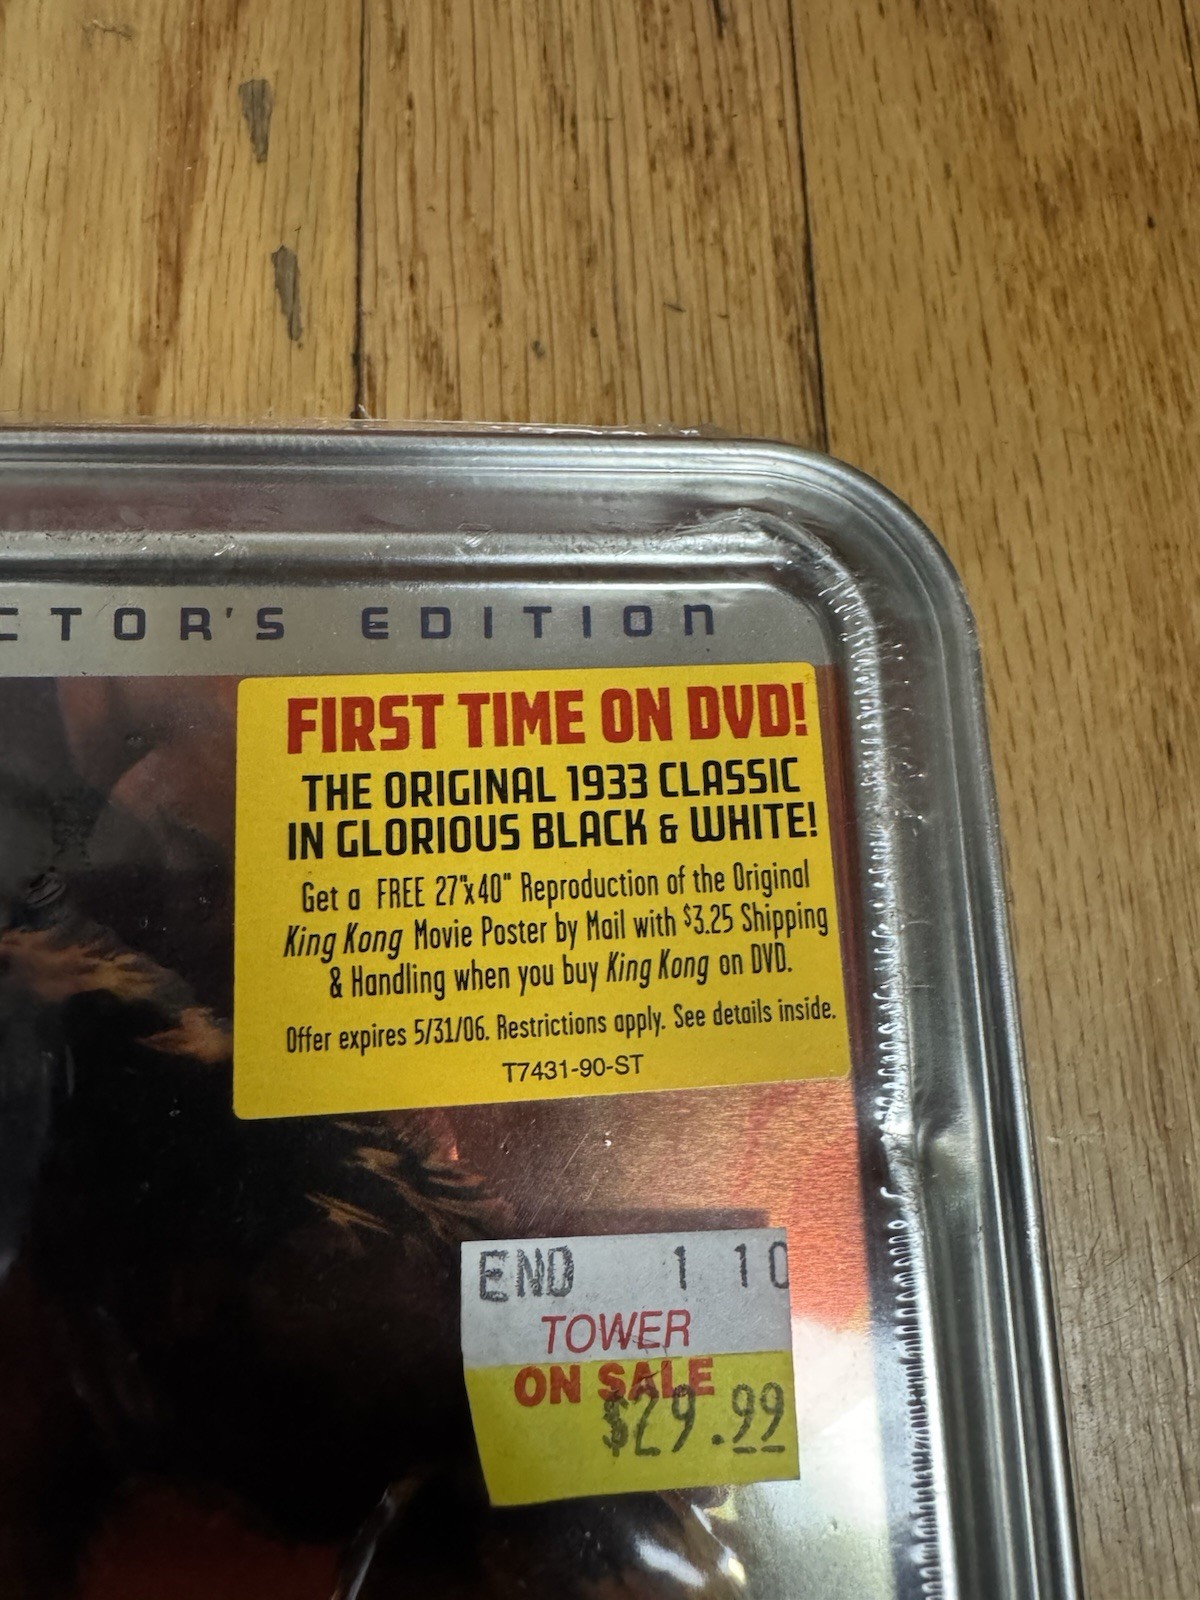 CTOR'S EDITION
FIRST TIME ON DVD!
THE ORIGINAL 1933 CLASSIC
IN GLORIOUS BLACK & WHITE!
Get a FREE 27"x40" Reproduction of the Original
King Kong Movie Poster by Mail with $3.25 Shipping
& Handling when you buy King Kong on DVD.
Offer expires 5/31/06. Restrictions apply. See details inside.
T7431-90-ST
END 1 10
TOWER
ON SALE
$29.99